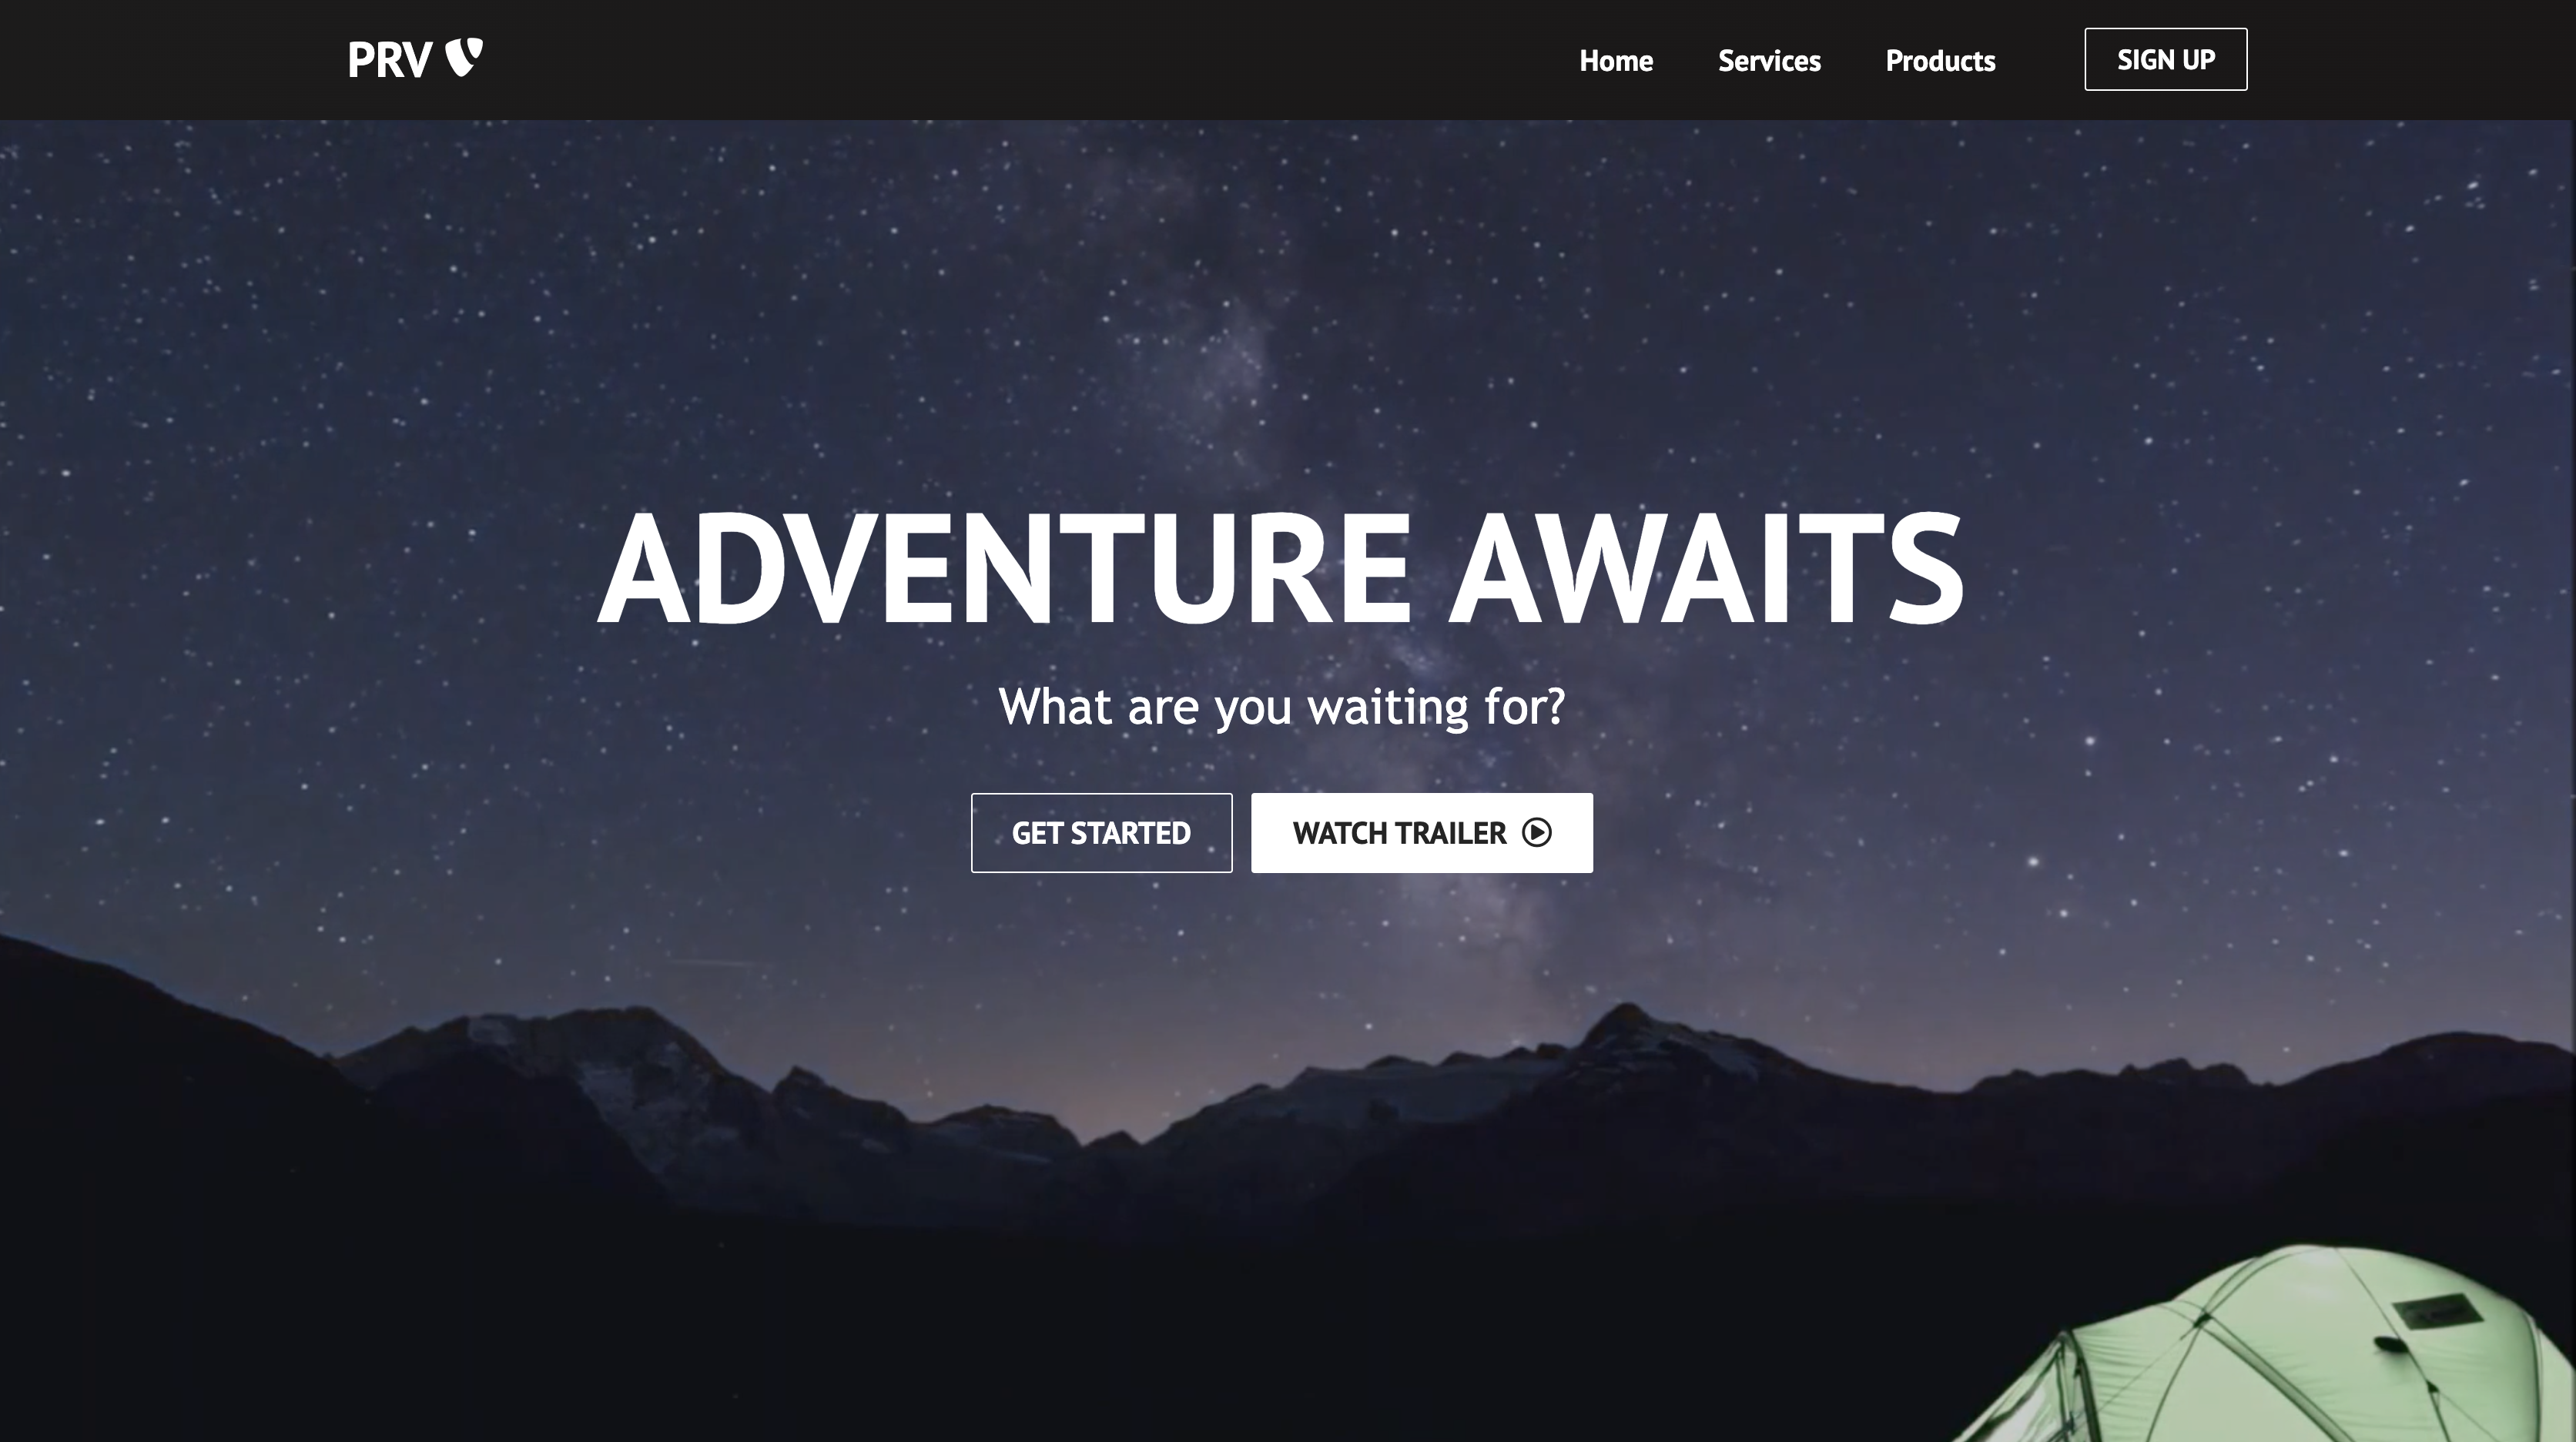 PRV
Home Services Products SIGN UP
ADVENTURE AWAITS
What are you waiting for?
GET STARTED WATCH TRAILER